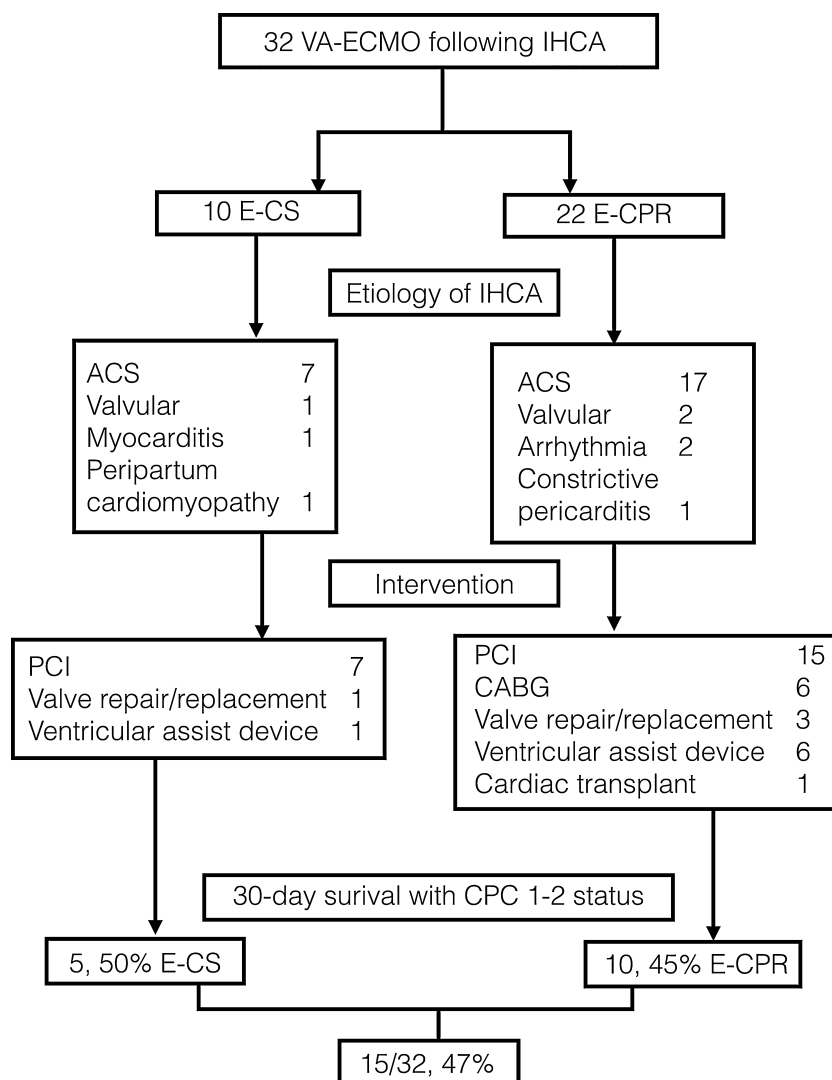 32 VA-ECMO following IHCA
10 E-CS
22 E-CPR
Etiology of IHCA
ACS 7
Valvular 1
Myocarditis 1
Peripartum
cardiomyopathy 1
ACS 17
Valvular 2
Arrhythmia 2
Constrictive
pericarditis 1
Intervention
PCI 7
Valve repair/replacement 1
Ventricular assist device 1
PCI 15
CABG 6
Valve repair/replacement 3
Ventricular assist device 6
Cardiac transplant 1
30-day surival with CPC 1-2 status
5, 50% E-CS
10, 45% E-CPR
15/32, 47%